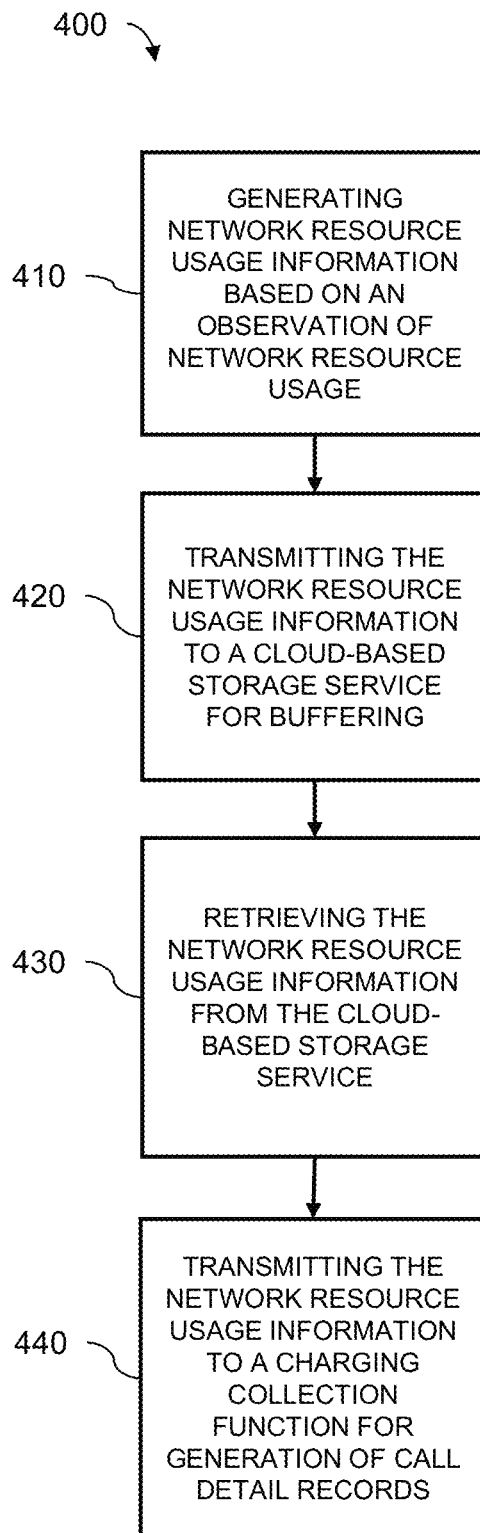 400
410
GENERATING
NETWORK RESOURCE
USAGE INFORMATION
BASED ON AN
OBSERVATION OF
NETWORK RESOURCE
USAGE
420
TRANSMITTING THE
NETWORK RESOURCE
USAGE INFORMATION
TO A CLOUD-BASED
STORAGE SERVICE
FOR BUFFERING
430
RETRIEVING THE
NETWORK RESOURCE
USAGE INFORMATION
FROM THE CLOUD-
BASED STORAGE
SERVICE
440
TRANSMITTING THE
NETWORK RESOURCE
USAGE INFORMATION
TO A CHARGING
COLLECTION
FUNCTION FOR
GENERATION OF CALL
DETAIL RECORDS